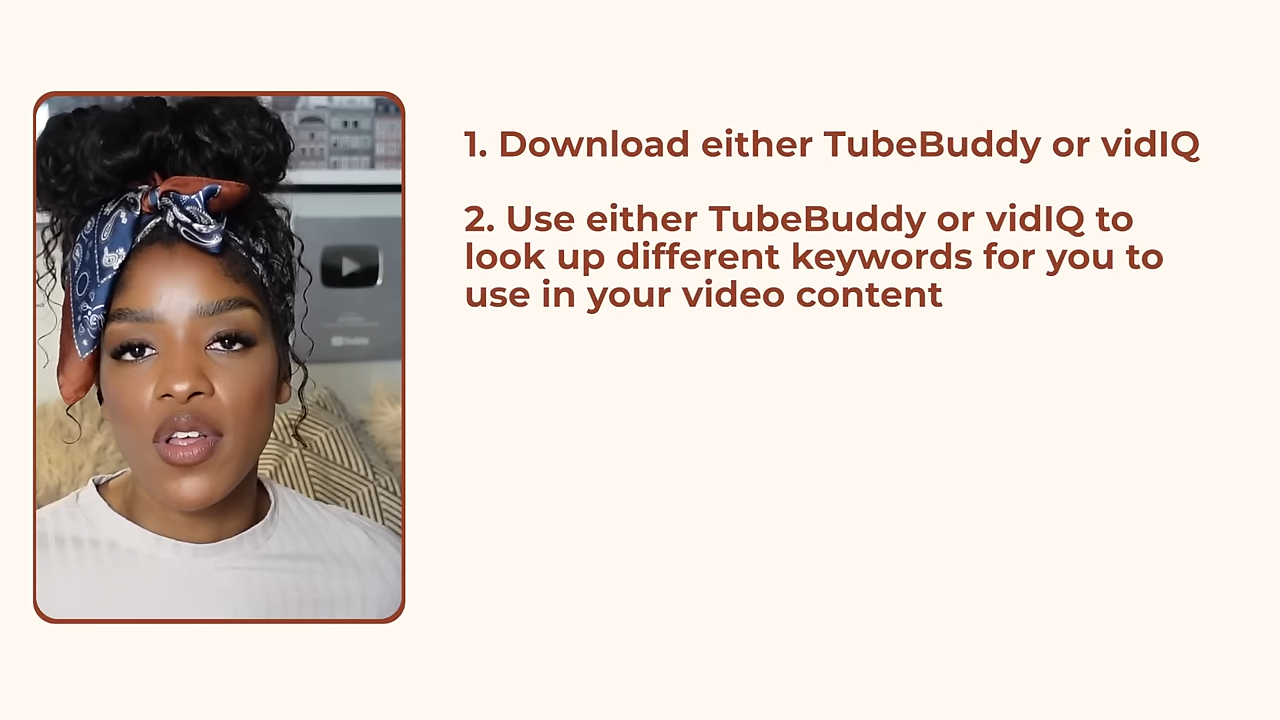 1. Download either TubeBuddy or vidIQ
2. Use either TubeBuddy or vidIQ to
look up different keywords for you to
use in your video content